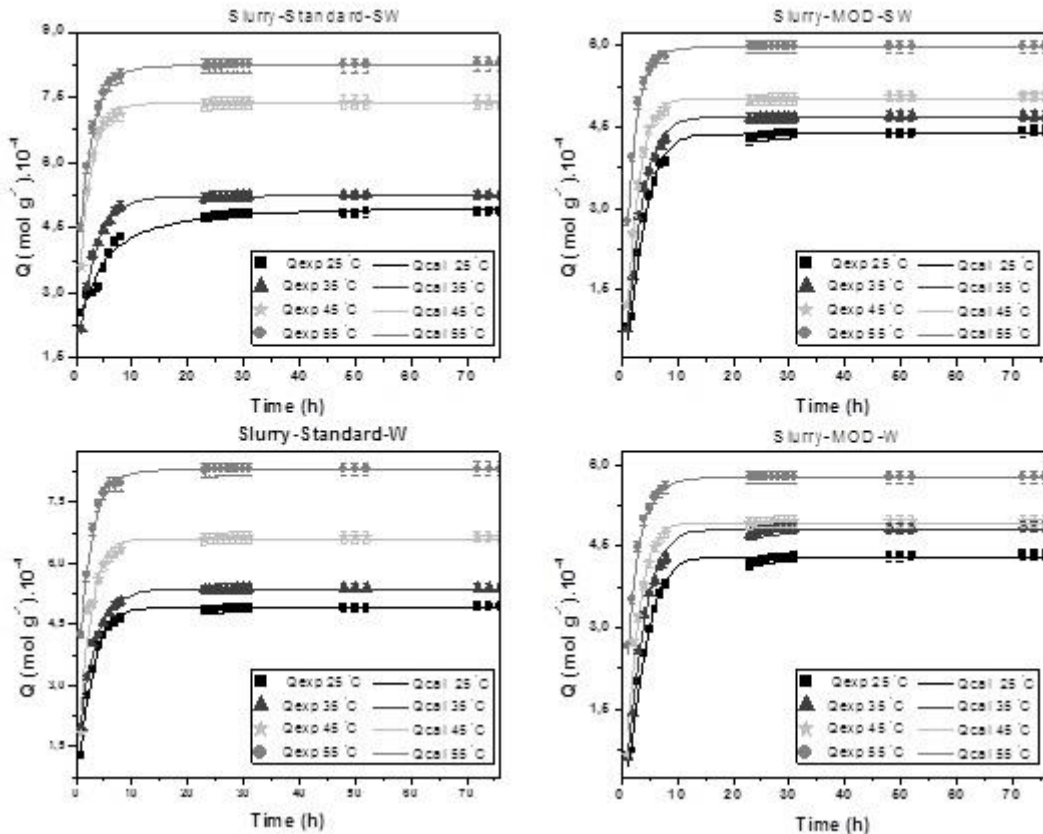 Slurry-Standard-SW
9,0
7,5
6,0
4,5
3,0
1,5
Q (mol g⁻¹).10⁻⁴
0 10 20 30 40 50 60 70
Time (h)
Qexp 25°C Qcal 25°C
Qexp 35°C Qcal 35°C
Qexp 45°C Qcal 45°C
Qexp 55°C Qcal 55°C
Slurry-MOD-SW
6,0
4,5
3,0
1,5
Q (mol g⁻¹).10⁻⁴
0 10 20 30 40 50 60 70
Time (h)
Qexp 25°C Qcal 25°C
Qexp 35°C Qcal 35°C
Qexp 45°C Qcal 45°C
Qexp 55°C Qcal 55°C
Slurry-Standard-W
7,5
6,0
4,5
3,0
1,5
Q (mol g⁻¹).10⁻⁴
0 10 20 30 40 50 60 70
Time (h)
Qexp 25°C Qcal 25°C
Qexp 35°C Qcal 35°C
Qexp 45°C Qcal 45°C
Qexp 55°C Qcal 55°C
Slurry-MOD-W
6,0
4,5
3,0
1,5
Q (mol g⁻¹).10⁻⁴
0 10 20 30 40 50 60 70
Time (h)
Qexp 25°C Qcal 25°C
Qexp 35°C Qcal 35°C
Qexp 45°C Qcal 45°C
Qexp 55°C Qcal 55°C